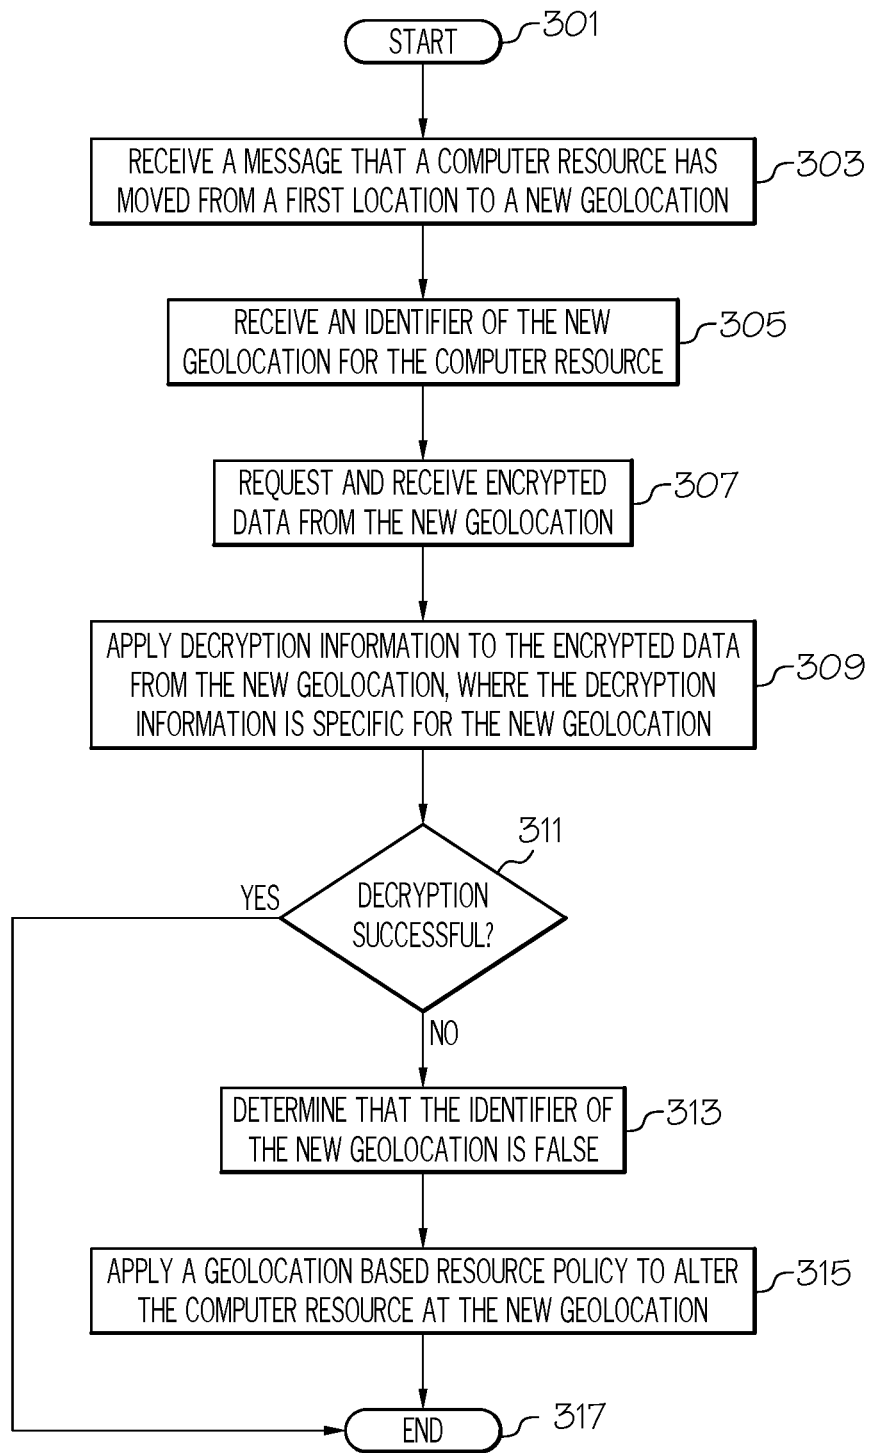 START
301
RECEIVE A MESSAGE THAT A COMPUTER RESOURCE HAS
MOVED FROM A FIRST LOCATION TO A NEW GEOLOCATION
303
RECEIVE AN IDENTIFIER OF THE NEW
GEOLOCATION FOR THE COMPUTER RESOURCE
305
REQUEST AND RECEIVE ENCRYPTED
DATA FROM THE NEW GEOLOCATION
307
APPLY DECRYPTION INFORMATION TO THE ENCRYPTED DATA
FROM THE NEW GEOLOCATION, WHERE THE DECRYPTION
INFORMATION IS SPECIFIC FOR THE NEW GEOLOCATION
309
311
YES
DECRYPTION
SUCCESSFUL?
NO
DETERMINE THAT THE IDENTIFIER OF
THE NEW GEOLOCATION IS FALSE
313
APPLY A GEOLOCATION BASED RESOURCE POLICY TO ALTER
THE COMPUTER RESOURCE AT THE NEW GEOLOCATION
315
END
317